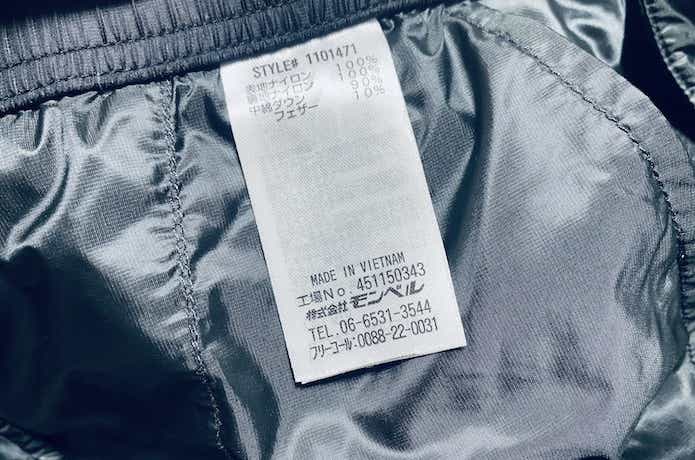 STYLE# 1101471
表地ナイロン 100%
裏地ナイロン 100%
中綿ダウン 90%
フェザー 10%
MADE IN VIETNAM
工場No. 451150343
株式会社モンベル
TEL. 06-6531-3544
フリーコール:0088-22-0031